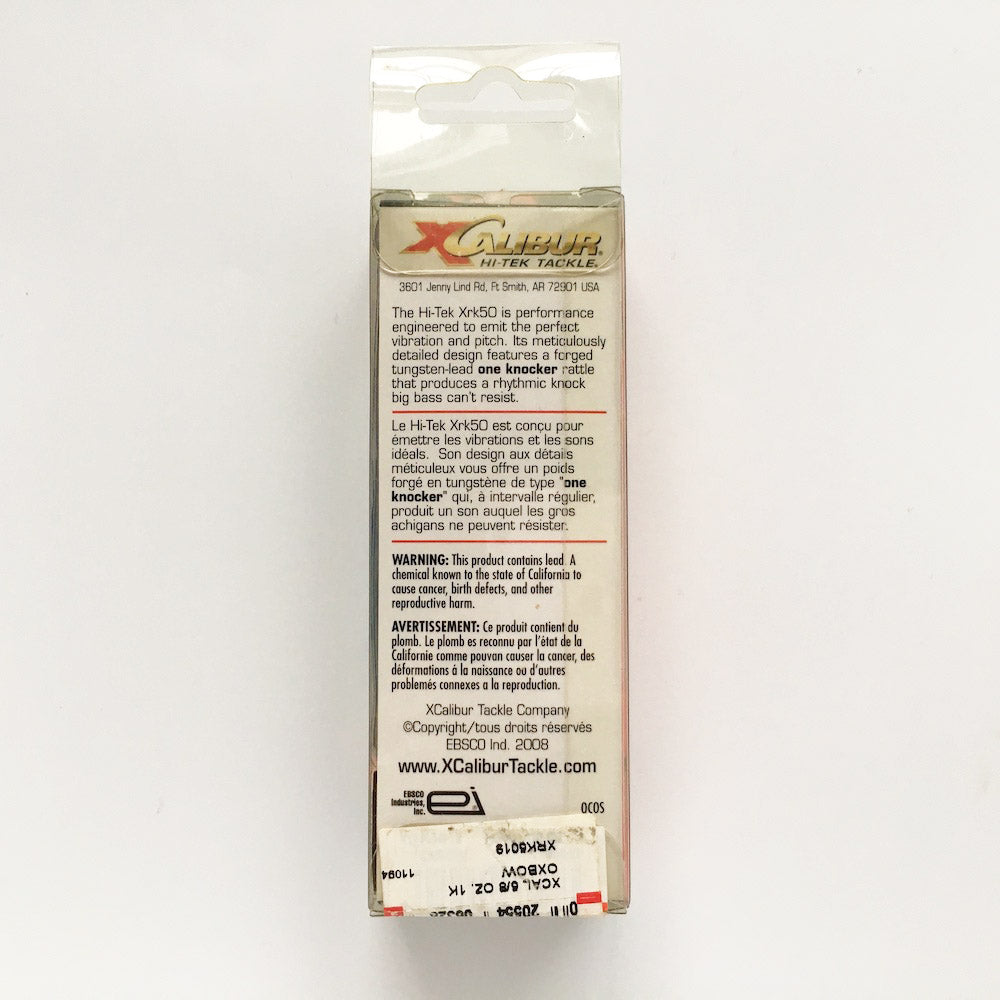 XCALIBUR®
HI-TEK TACKLE®
3601 Jenny Lind Rd, Ft Smith, AR 72901 USA
The Hi-Tek Xrk50 is performance
engineered to emit the perfect
vibration and pitch. Its meticulously
detailed design features a forged
tungsten-lead one knocker rattle
that produces a rhythmic knock
big bass can't resist.
Le Hi-Tek Xrk50 est conçu pour
émettre les vibrations et les sons
idéals. Son design aux détails
méticuleux vous offre un poids
forgé en tungstène de type "one
knocker" qui, à intervalle régulier,
produit un son auquel les gros
achigans ne peuvent résister.
WARNING: This product contains lead. A
chemical known to the state of California to
cause cancer, birth defects, and other
reproductive harm.
AVERTISSEMENT: Ce produit contient du
plomb. Le plomb es reconnu par l'état de la
Californie comme pouvan causer la cancer, des
déformations à la naissance ou d'autres
problémés connexes a la reproduction.
XCalibur Tackle Company
©Copyright/tous droits réservés
EBSCO Ind. 2008
www.XCaliburTackle.com
EBSCO
Industries,
Inc.
ei
OCOS
XRK5019
OXBOW 11094
XCAL, 5/8 OZ. 1K
20554